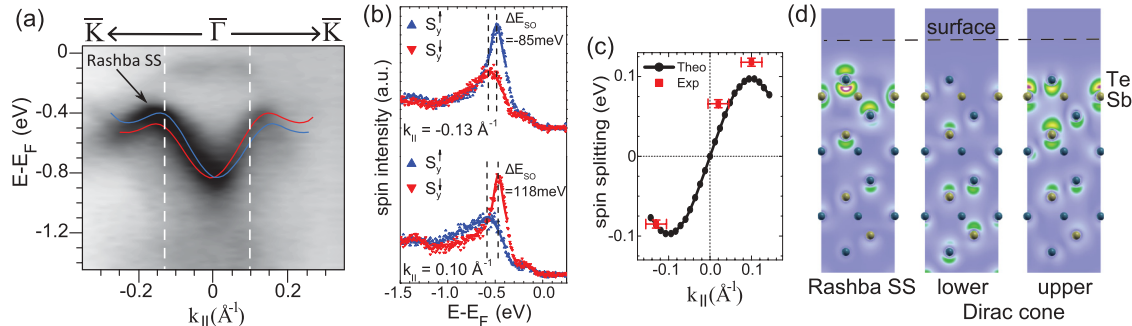 (a)
K̅ ← Γ̅ → K̅
Rashba SS
E-E_F (eV)
0
-0.4
-0.8
-1.2
-0.2 0 0.2
k_||(Å⁻¹)
(b)
S_y↑
S_y↓
ΔE_SO
=-85meV
k_|| = -0.13 Å⁻¹
S_y↑
S_y↓
ΔE_SO
=118meV
k_|| = 0.10 Å⁻¹
spin intensity (a.u.)
-1.5 -1.0 -0.5 0.0
E-E_F (eV)
(c)
Theo
Exp
spin splitting (eV)
0.1
0
-0.1
0.0 0.1
k_||(Å⁻¹)
(d)
surface
Te
Sb
Rashba SS lower upper
Dirac cone